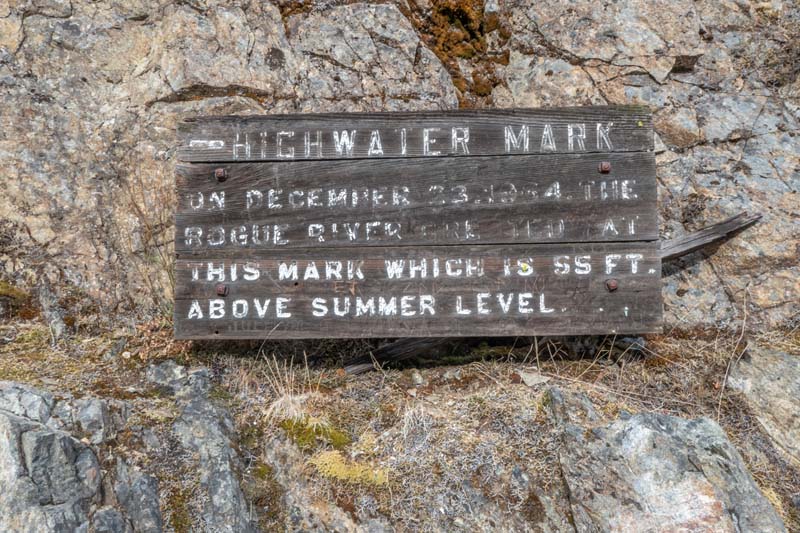 HIGHWATER MARK
ON DECEMBER 23, 1964, THE
ROGUE RIVER CRESTED AT
THIS MARK WHICH IS 55 FT.
ABOVE SUMMER LEVEL